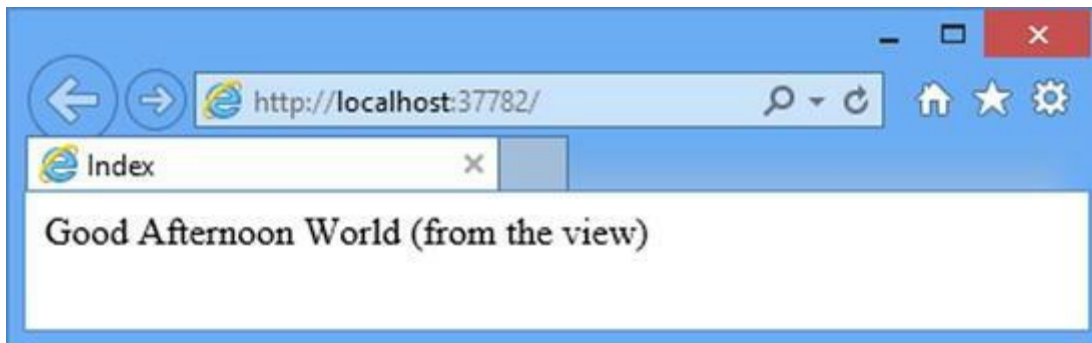 http://localhost:37782/
Index
Good Afternoon World (from the view)